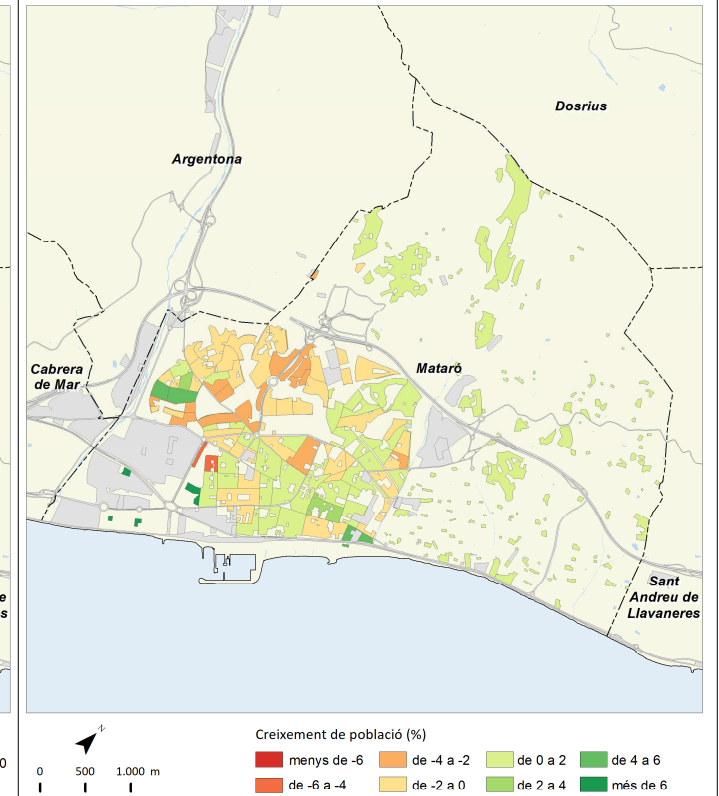 Dosrius
Argentona
Cabrera
de Mar
Mataró
Sant
Andreu de
Llavaneres
e
s
N
0
0 500 1.000 m
Creixement de població (%)
menys de -6
de -4 a -2
de 0 a 2
de 4 a 6
de -6 a -4
de -2 a 0
de 2 a 4
més de 6